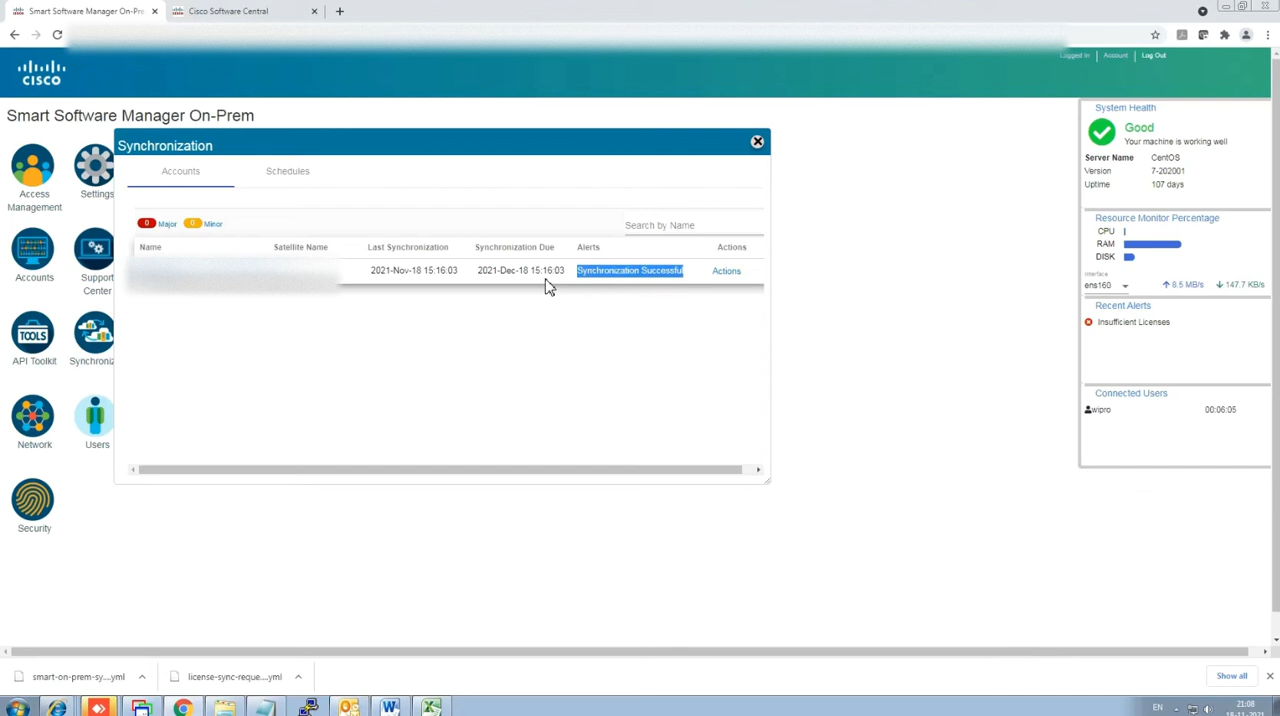 Smart Software Manager On-Pre
Cisco Software Central
Logged In
Account
Log Out
CISCO
Smart Software Manager On-Prem
Access
Management
Settings
Accounts
Support
Center
TOOLS
API Toolkit
Synchroniz
Network
Users
Security
Synchronization
Accounts
Schedules
0 Major 0 Minor
Search by Name
Name Satellite Name Last Synchronization Synchronization Due Alerts Actions
2021-Nov-18 15:16:03 2021-Dec-18 15:16:03 Synchronization Successful Actions
System Health
Good
Your machine is working well
Server Name CentOS
Version 7-202001
Uptime 107 days
Resource Monitor Percentage
CPU
RAM
DISK
Interface
ens160 8.5 MB/s 147.7 KB/s
Recent Alerts
Insufficient Licenses
Connected Users
wipro 00:06:05
smart-on-prem-sy....yml
license-sync-reque....yml
Show all
EN
21:08
18-11-2021